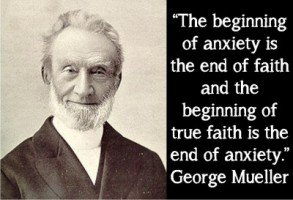 “The beginning
of anxiety is
the end of faith
and the
beginning of
true faith is the
end of anxiety.”
George Mueller